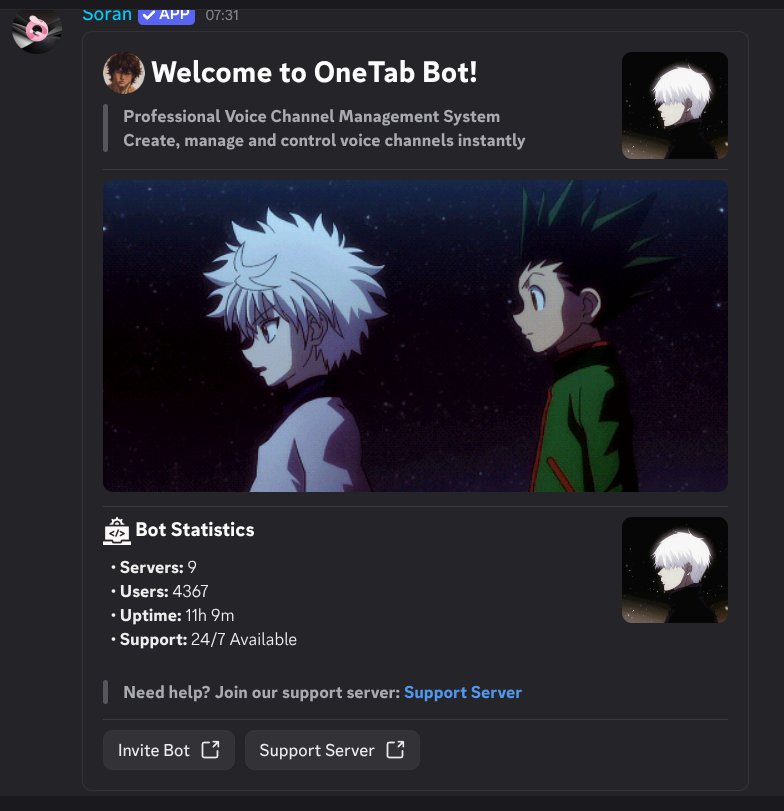 Soran ✓ APP 07:31
Welcome to OneTab Bot!
Professional Voice Channel Management System
Create, manage and control voice channels instantly
</> Bot Statistics
• Servers: 9
• Users: 4367
• Uptime: 11h 9m
• Support: 24/7 Available
Need help? Join our support server: Support Server
Invite Bot Support Server